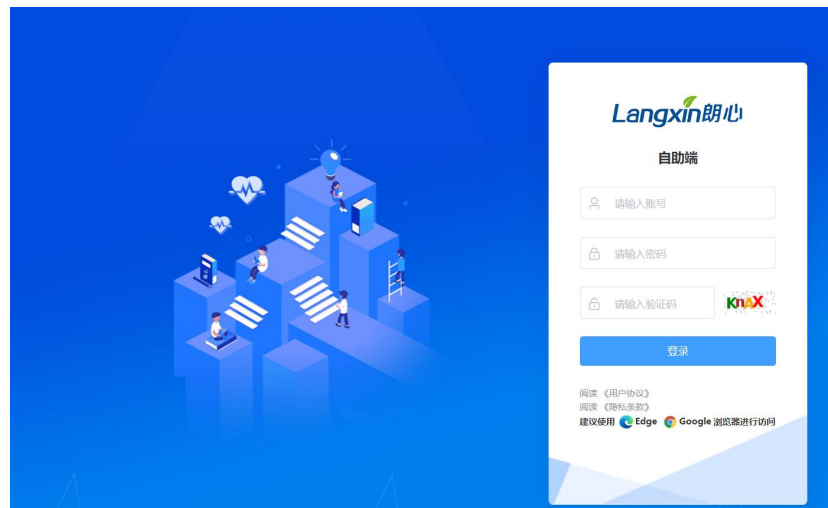 Langxin朗心
自助端
请输入账号
请输入密码
请输入验证码
KnAX
登录
阅读 《用户协议》
阅读 《隐私条款》
建议使用 Edge Google 浏览器进行访问